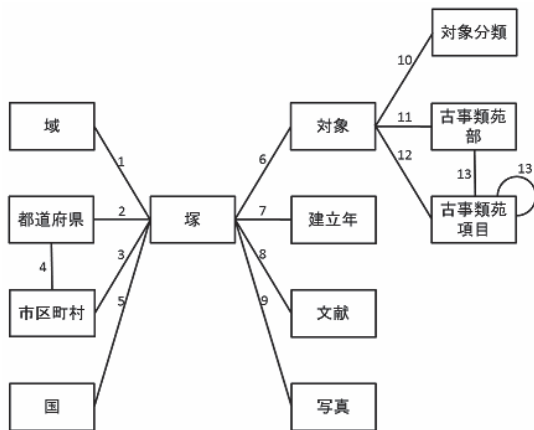 対象分類
10
域
対象
11
古事類苑
部
1
6
12
13
13
都道府県
2
塚
7
建立年
古事類苑
項目
4
3
8
5
9
市区町村
文献
国
写真